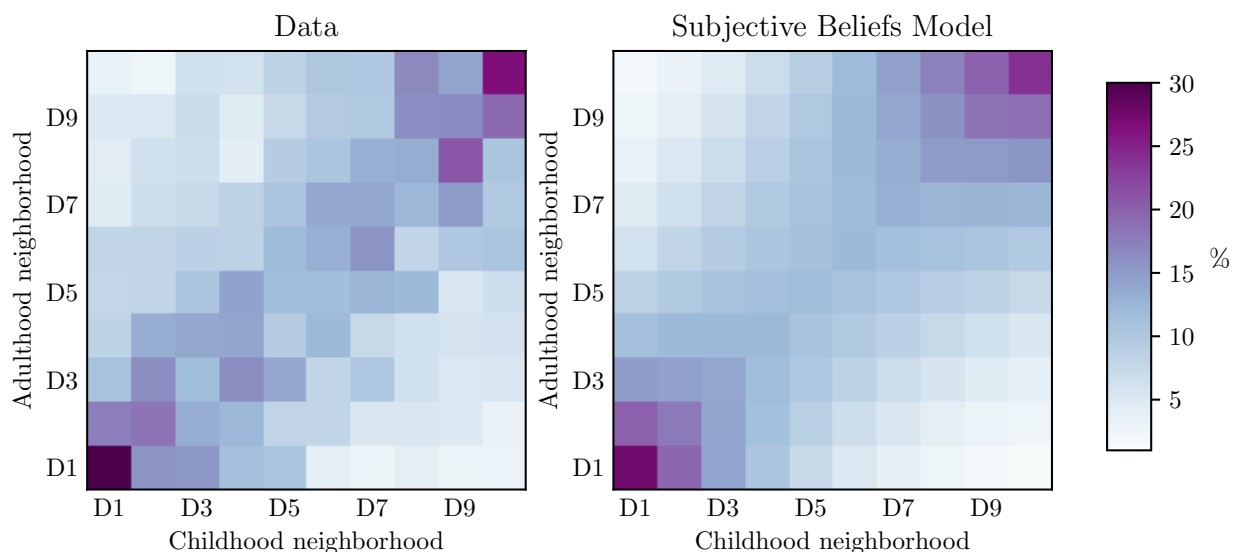 Data
Adulthood neighborhood
D9
D7
D5
D3
D1
D1 D3 D5 D7 D9
Childhood neighborhood
Subjective Beliefs Model
Adulthood neighborhood
D9
D7
D5
D3
D1
D1 D3 D5 D7 D9
Childhood neighborhood
30
25
20
15
10
5
%